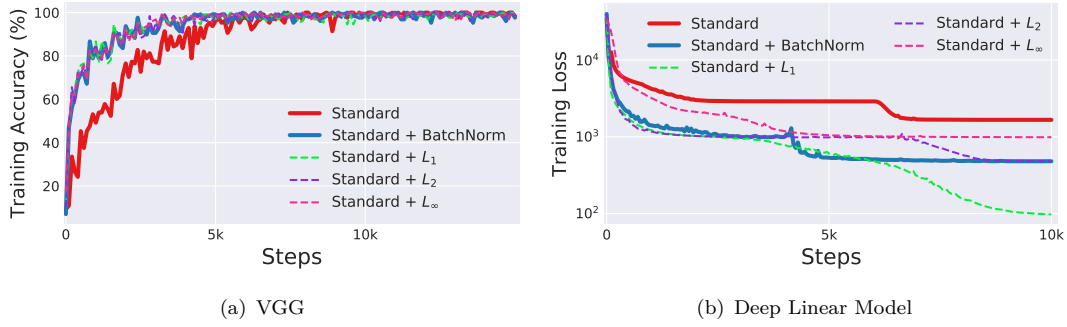 Training Accuracy (%)
100
80
60
40
20
0
5k
10k
Steps
Standard
Standard + BatchNorm
Standard + L₁
Standard + L₂
Standard + L∞
(a) VGG
Training Loss
10⁴
10³
10²
0
5k
10k
Steps
Standard
Standard + BatchNorm
Standard + L₁
Standard + L₂
Standard + L∞
(b) Deep Linear Model